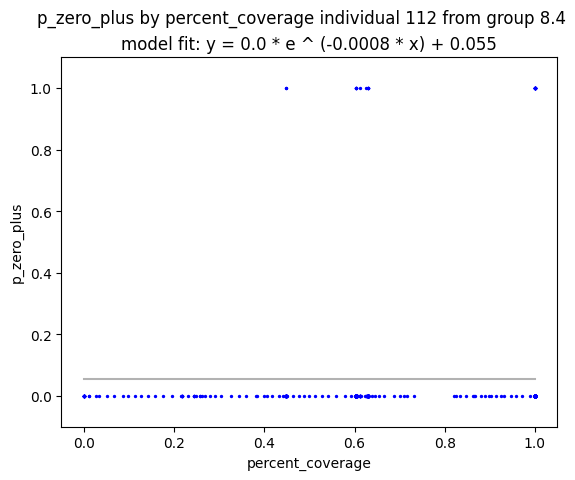 p_zero_plus by percent_coverage individual 112 from group 8.4
model fit: y = 0.0 * e ^ (-0.0008 * x) + 0.055
1.0
0.8
0.6
0.4
0.2
0.0
p_zero_plus
0.0 0.2 0.4 0.6 0.8 1.0
percent_coverage